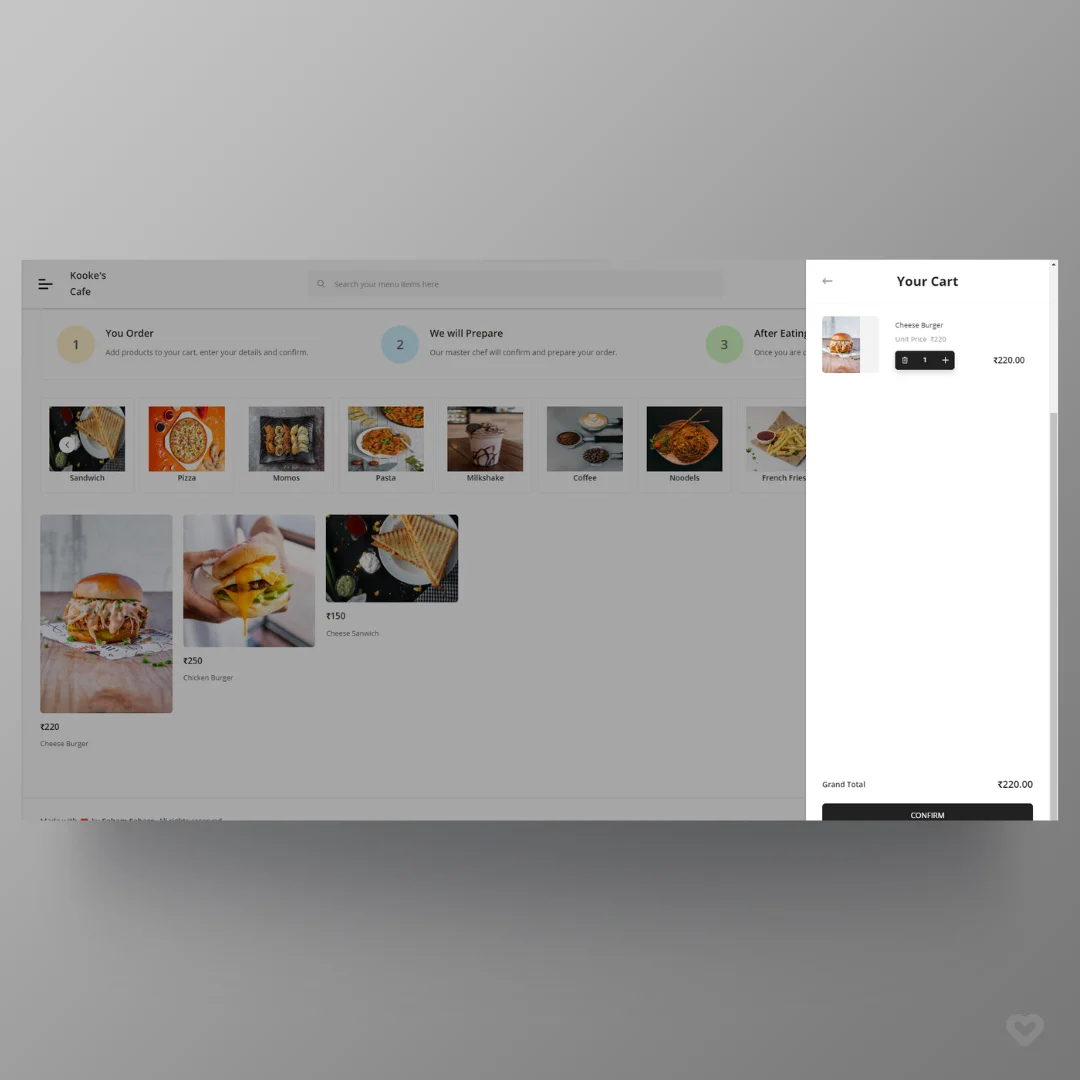 Kooke's
Cafe
Search your menu items here
1
You Order
Add products to your cart, enter your details and confirm.
2
We will Prepare
Our master chef will confirm and prepare your order.
3
After Eating
Once you are
Sandwich
Pizza
Momos
Pasta
Milkshake
Coffee
Noodels
French Fries
₹220
Cheese Burger
₹250
Chicken Burger
₹150
Cheese Sanwich
Made with by
All rights reserved
Your Cart
Cheese Burger
Unit Price ₹220
1
₹220.00
Grand Total
₹220.00
CONFIRM